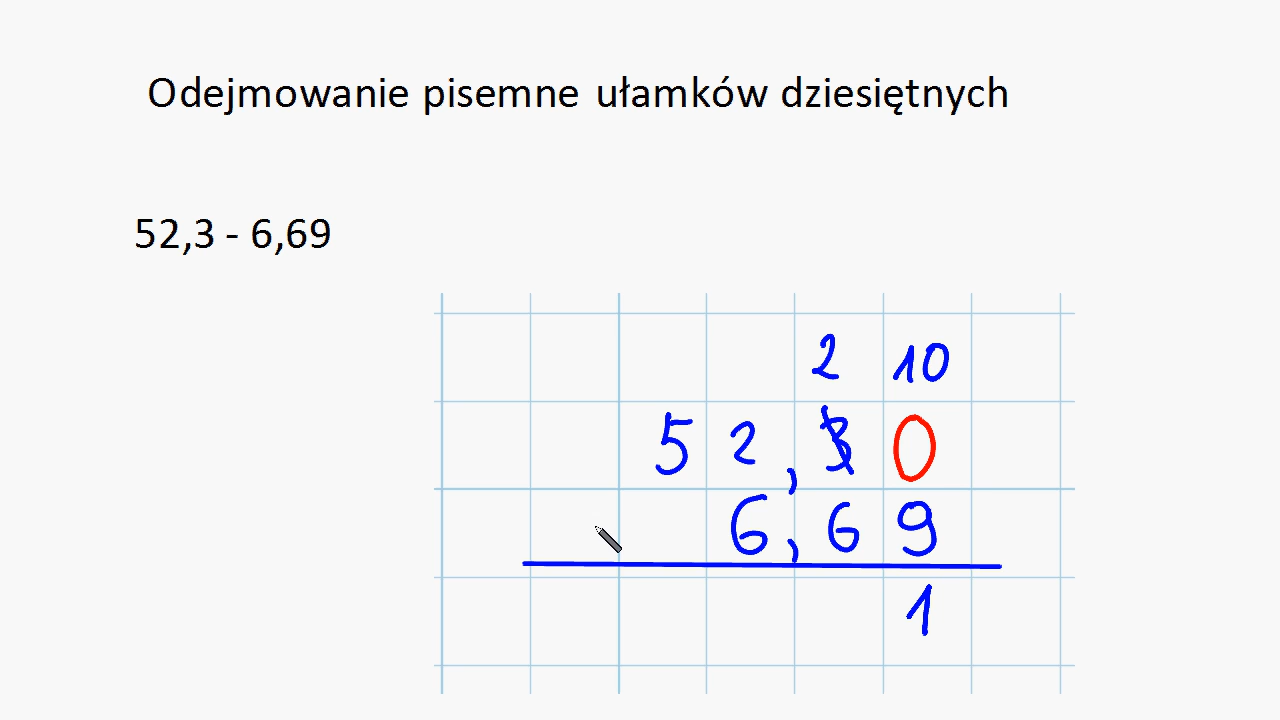 Odejmowanie pisemne ułamków dziesiętnych
52,3 - 6,69
2 10
5 2 , 3 0
6 , 6 9
1